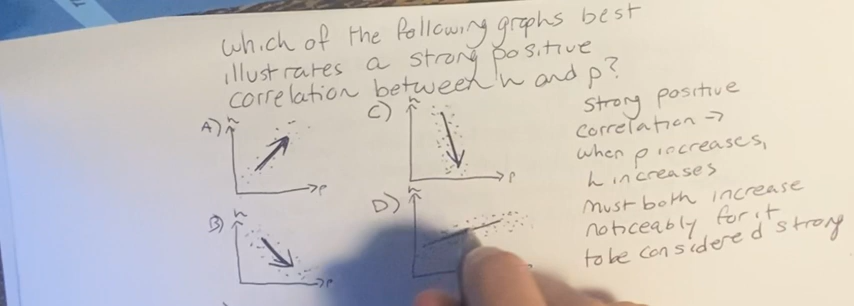 which of the following graphs best
illustrates a strong positive
correlation between h and p?
A) h
p
B) h
p
C) h
p
D) h
Strong positive
correlation →
when p increases,
h increases
must both increase
noticeably for it
to be considered strong